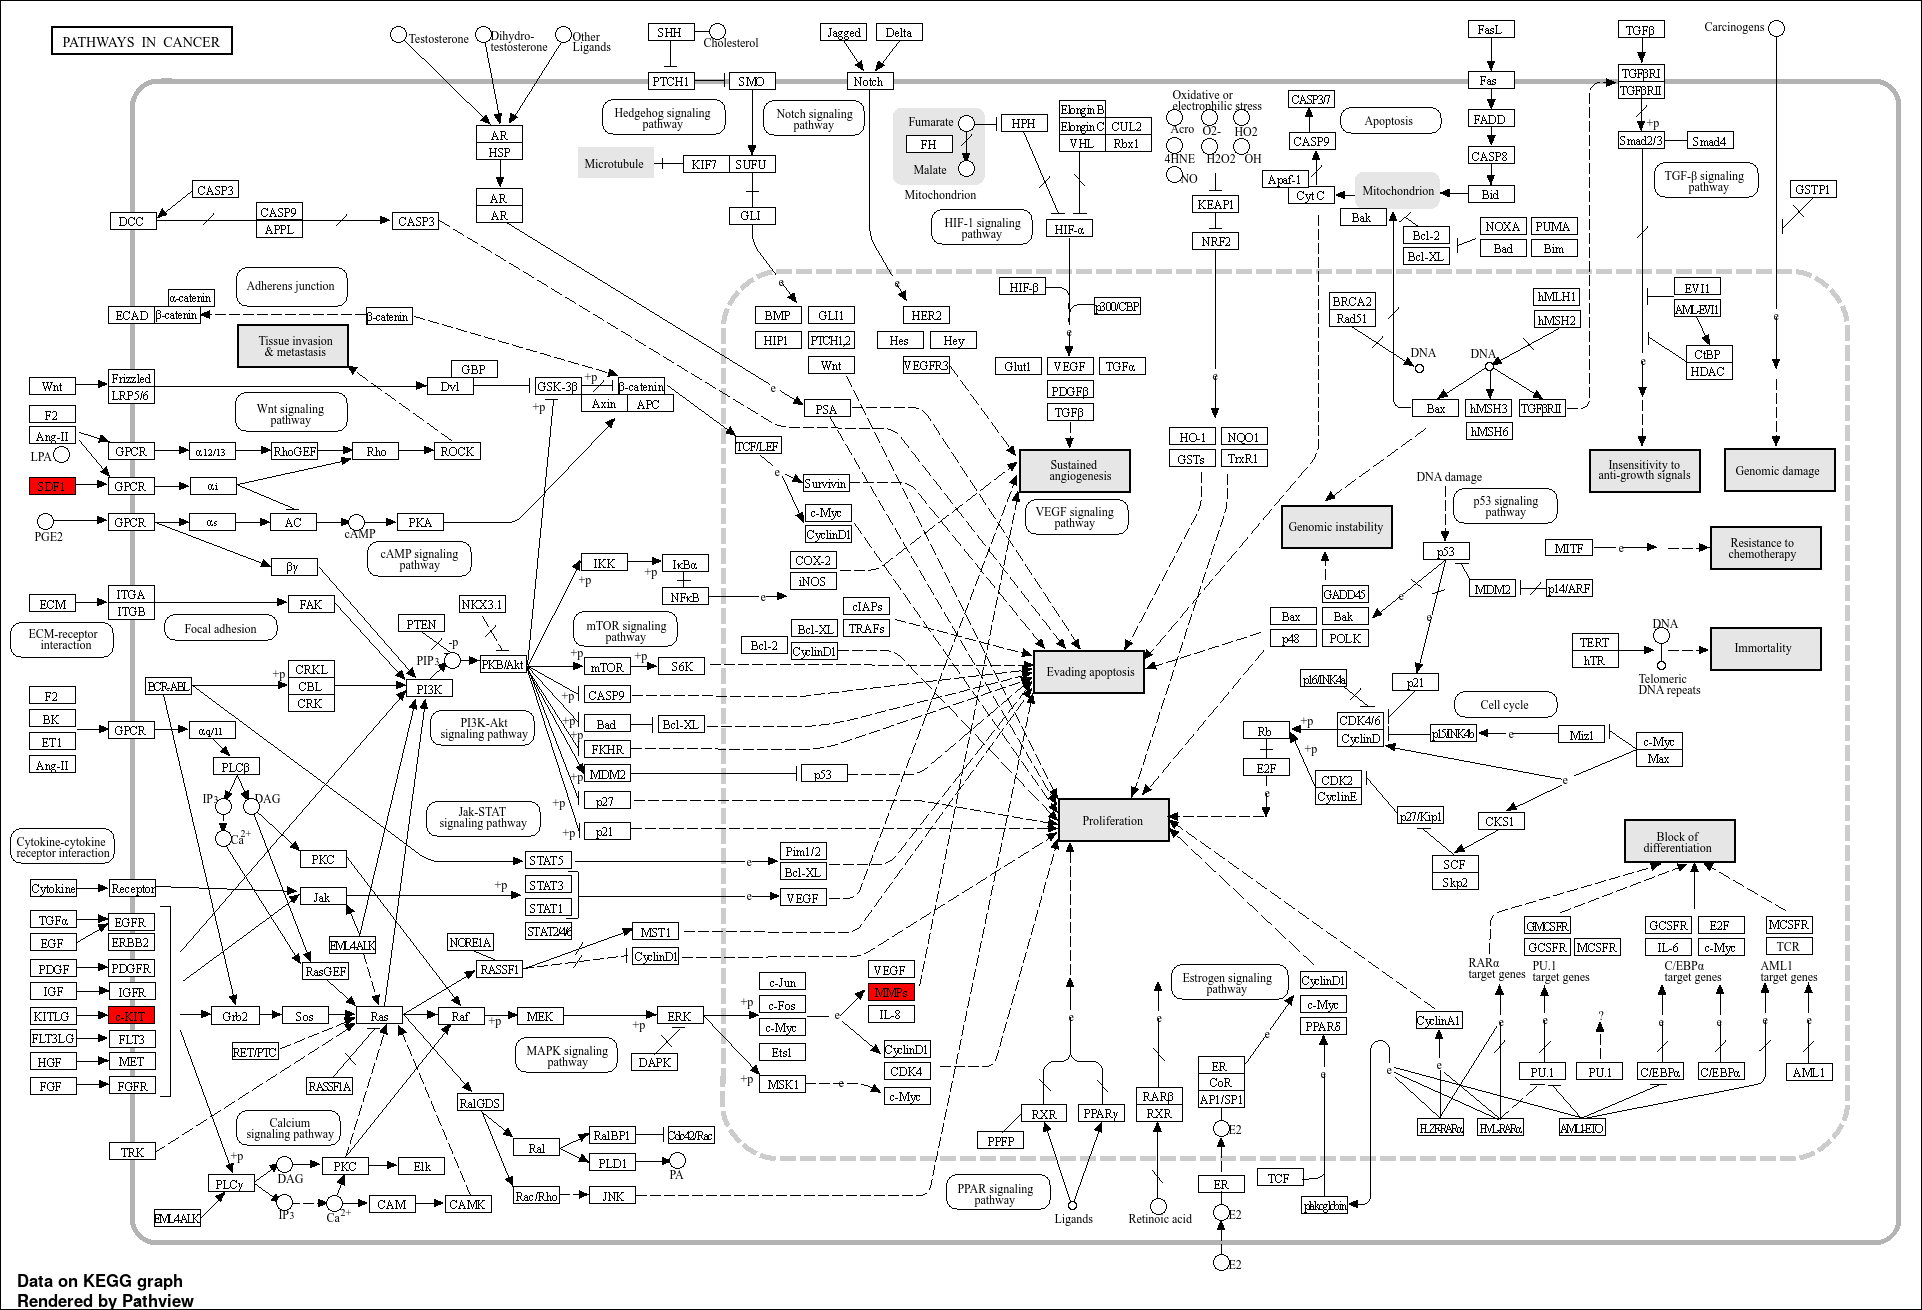 PATHWAYS IN CANCER
Testosterone
Dihydro-
testosterone
Other
Ligands
SHH
Cholesterol
Jagged
Delta
FasL
TGFβ
Carcinogens
PTCH1
SMO
Notch
Fas
TGFβRI
TGFβRII
Hedgehog signaling
pathway
Notch signaling
pathway
Oxidative or
electrophilic stress
Acro
O2-
HO2
4HNE
H2O2
OH
NO
CASP3/7
CASP9
Apoptosis
FADD
CASP8
Bid
+p
Smad2/3
Smad4
TGF-β signaling
pathway
AR
HSP
AR
AR
Microtubule
KIF7
SUFU
GLI
Fumarate
FH
Malate
Mitochondrion
HPH
Elongin B
Elongin C
CUL2
VHL
Rbx1
HIF-1 signaling
pathway
HIF-α
KEAP1
NRF2
Apaf-1
Cyt C
Mitochondrion
Bak
Bcl-2
Bcl-XL
NOXA
PUMA
Bad
Bim
GSTP1
CASP3
DCC
CASP9
APPL
CASP3
Adherens junction
α-catenin
ECAD
β-catenin
β-catenin
Tissue invasion
& metastasis
e
e
BMP
GLI1
HIP1
PTCH1,2
Wnt
HER2
Hes
Hey
VEGFR3
HIF-β
p300/CBP
e
Glut1
VEGF
TGFα
PDGFβ
TGFβ
e
BRCA2
Rad51
hMLH1
hMSH2
DNA
DNA
Bax
hMSH3
TGFβRII
hMSH6
EVI1
AML-EVI1
CtBP
HDAC
e
e
Wnt
Frizzled
LRP5/6
Dvl
GBP
GSK-3β
+p
+p
β-catenin
Axin
APC
Wnt signaling
pathway
F2
Ang-II
LPA
GPCR
α12/13
RhoGEF
Rho
ROCK
SDF1
GPCR
αi
PGE2
GPCR
αs
AC
cAMP
PKA
cAMP signaling
pathway
βγ
TCF/LEF
e
PSA
e
Survivin
c-Myc
CyclinD1
COX-2
iNOS
Sustained
angiogenesis
VEGF signaling
pathway
HO-1
NQO1
GSTs
TrxR1
Genomic instability
DNA damage
p53 signaling
pathway
Insensitivity to
anti-growth signals
Genomic damage
p53
MDM2
p14/ARF
MITF
e
Resistance to
chemotherapy
IKK
+p
+p
IκBα
NFκB
e
ECM
ITGA
ITGB
FAK
Focal adhesion
ECM-receptor
interaction
NKX3.1
PTEN
PIP3
-p
PKB/Akt
PI3K
mTOR signaling
pathway
+p
mTOR
+p
S6K
+p
CASP9
+p
Bad
Bcl-XL
+p
FKHR
+p
MDM2
p53
+p
p27
+p
p21
cIAPs
Bcl-XL
TRAFs
Bcl-2
CyclinD1
Evading apoptosis
GADD45
Bax
Bak
p48
POLK
e
e
p21
TERT
hTR
DNA
Telomeric
DNA repeats
Immortality
BCR-ABL
+p
CRKL
CBL
CRK
PI3K-Akt
signaling pathway
F2
BK
ET1
Ang-II
GPCR
αq/11
PLCβ
IP3
DAG
Ca2+
PKC
Jak-STAT
signaling pathway
p16/INK4a
CDK4/6
CyclinD
+p
Rb
+p
E2F
e
p15/INK4b
e
Miz1
c-Myc
Max
Cell cycle
CDK2
CyclinE
p27/Kip1
CKS1
e
SCF
Skp2
Proliferation
Block of
differentiation
Cytokine-cytokine
receptor interaction
Cytokine
Receptor
Jak
+p
STAT5
STAT3
STAT1
STAT2/4/6
e
e
Pim1/2
Bcl-XL
VEGF
TGFα
EGF
EGFR
ERBB2
PDGF
PDGFR
IGF
IGFR
KITLG
c-KIT
FLT3LG
FLT3
HGF
MET
FGF
FGFR
EML4ALK
RasGEF
NORE1A
RASSF1
MST1
CyclinD1
Grb2
Sos
Ras
Raf
+p
MEK
+p
ERK
DAPK
MAPK signaling
pathway
RET/PTC
RASSF1A
+p
c-Jun
c-Fos
c-Myc
Ets1
e
VEGF
MMPs
IL-8
CyclinD1
CDK4
c-Myc
+p
MSK1
e
Calcium
signaling pathway
TRK
+p
PLCγ
EML4ALK
DAG
IP3
Ca2+
PKC
Elk
CAM
CAMK
RalGDS
Ral
RalBP1
Cdc42/Rac
PLD1
PA
Rac/Rho
JNK
Estrogen signaling
pathway
e
e
RXR
PPARγ
PPFP
PPAR signaling
pathway
Ligands
RARβ
RXR
Retinoic acid
ER
CoR
AP1/SP1
E2
ER
E2
E2
CyclinD1
c-Myc
PPARδ
e
TCF
plakoglobin
CyclinA1
e
e
RARα
target genes
GMCSFR
GCSFR
MCSFR
PU.1
target genes
GCSFR
E2F
IL-6
c-Myc
C/EBPα
target genes
MCSFR
TCR
AML1
target genes
e
e
?
e
e
e
PU.1
PU.1
C/EBPα
C/EBPα
AML1
PLZF-RARα
PML-RARα
AML1-ETO
Data on KEGG graph
Rendered by Pathview